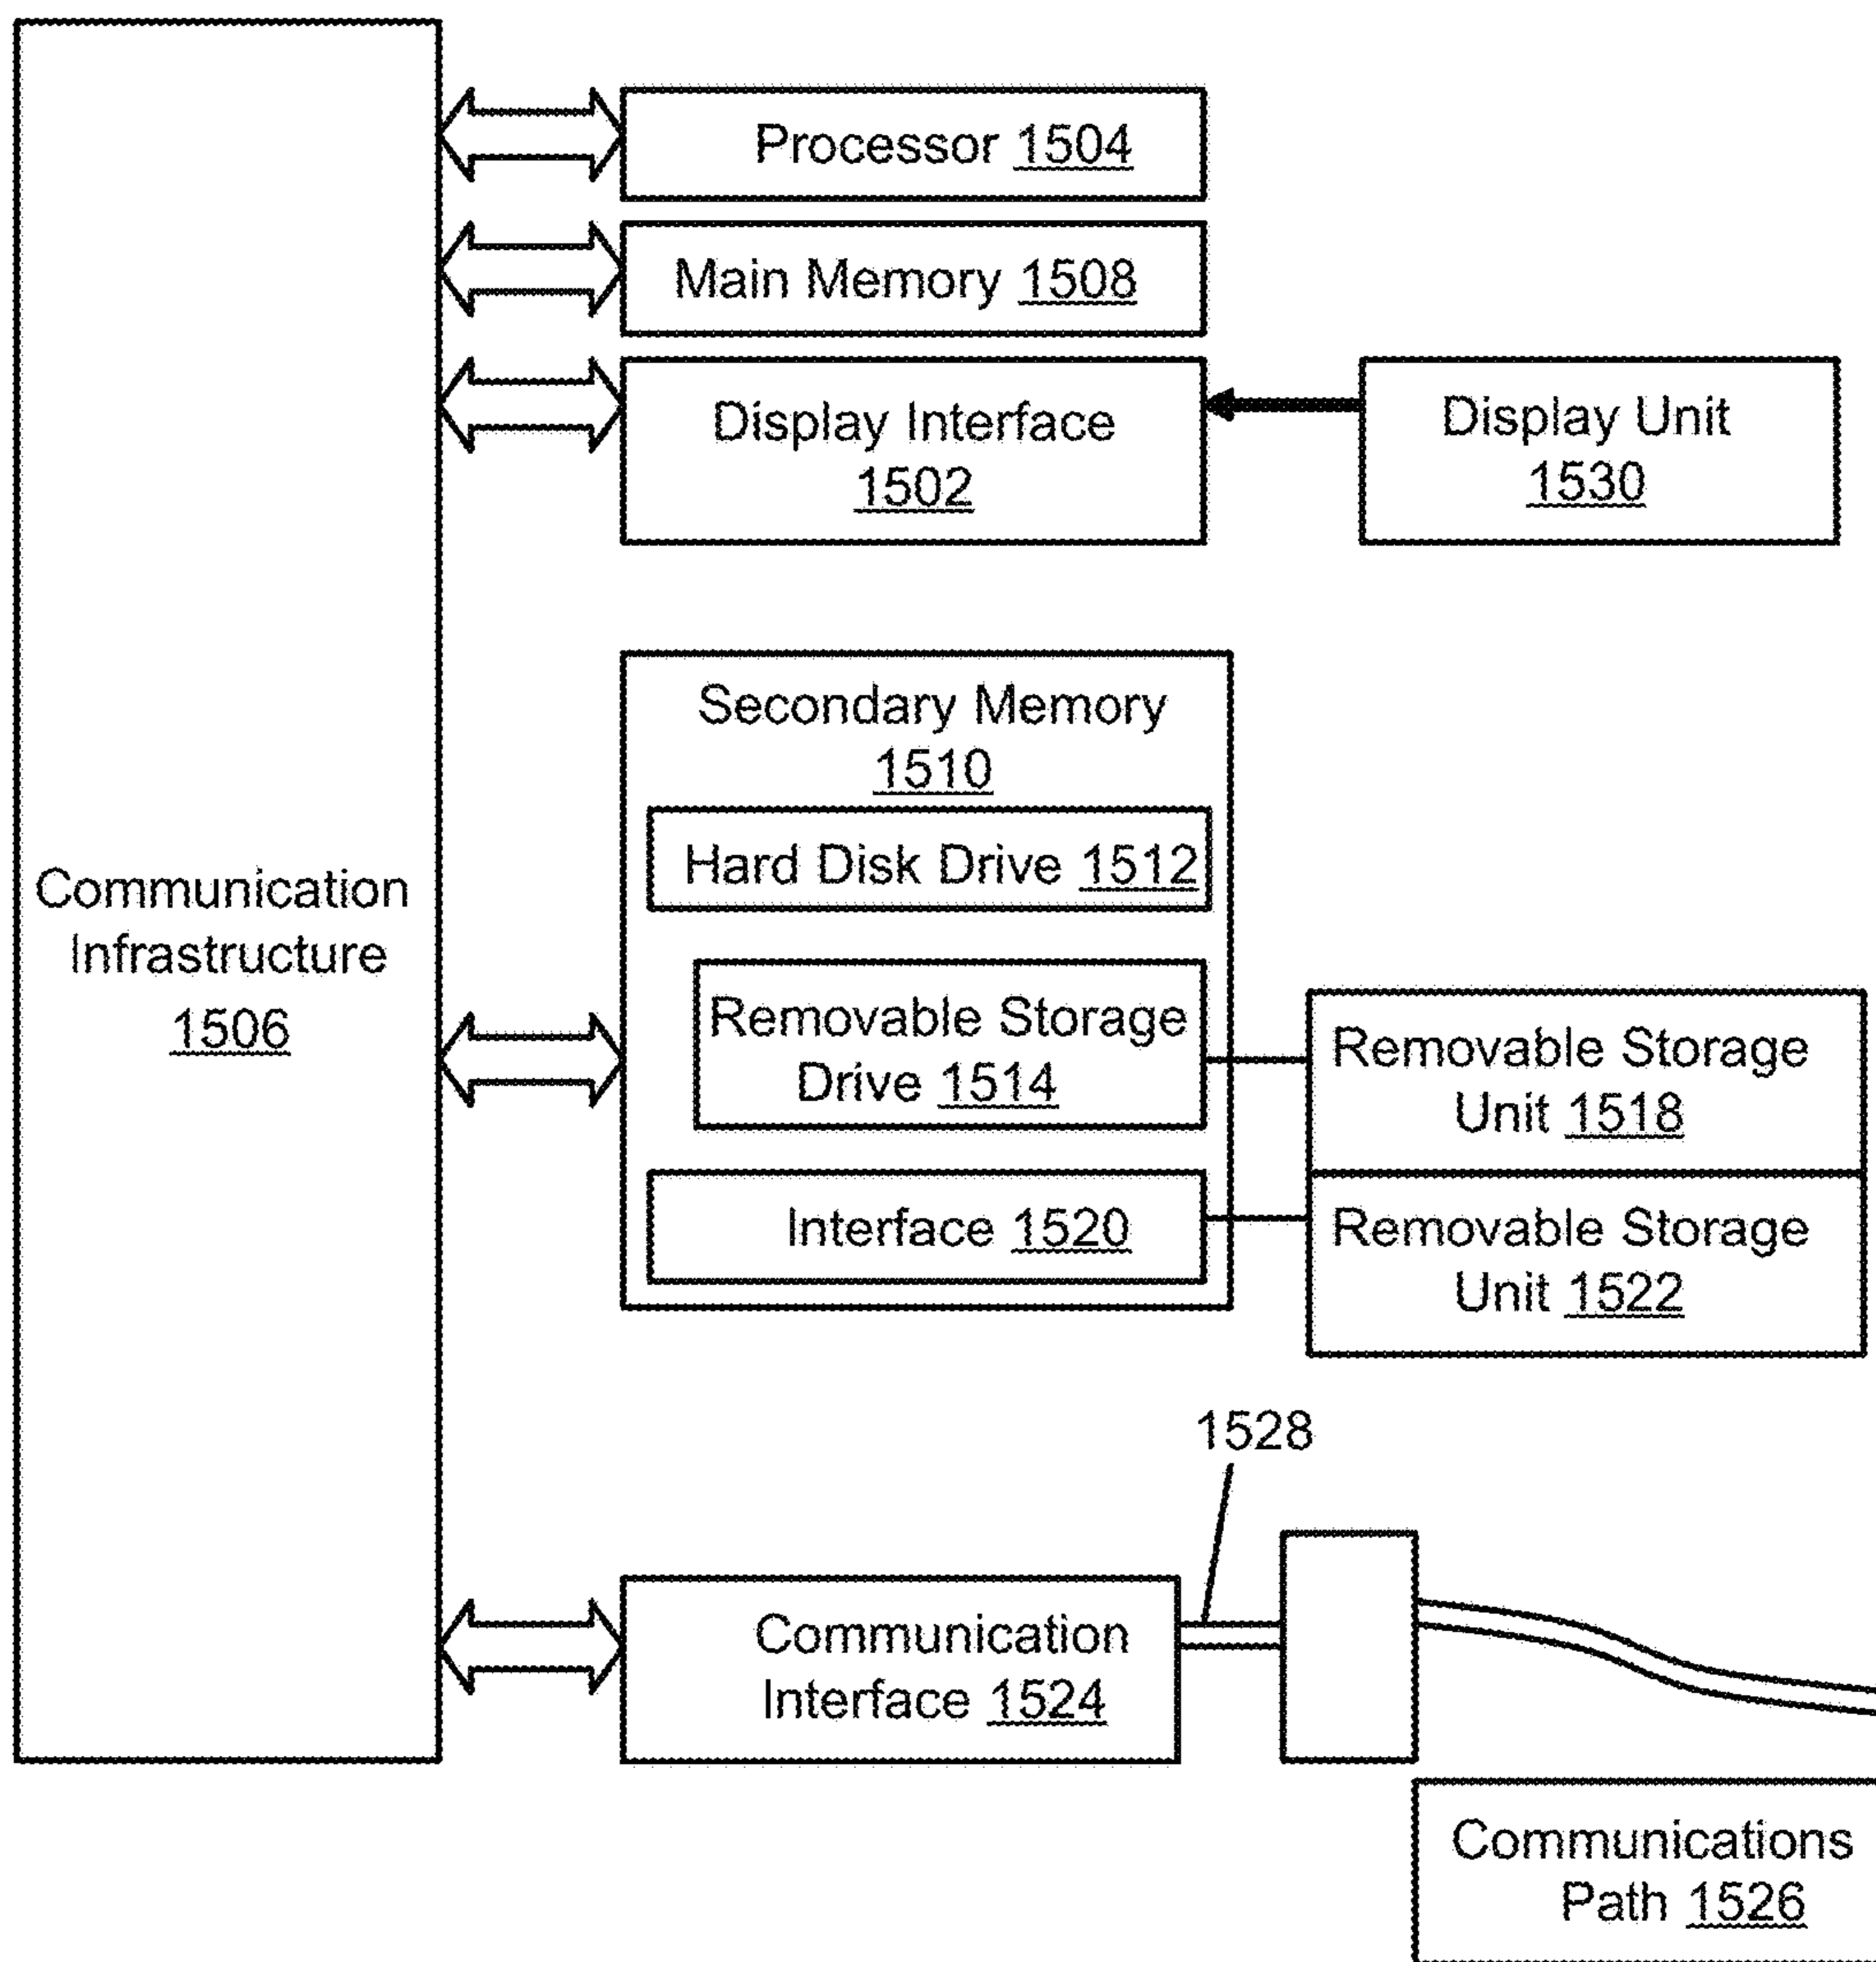 Processor 1504
Main Memory 1508
Display Interface
1502
Display Unit
1530
Secondary Memory
1510
Hard Disk Drive 1512
Communication
Infrastructure
1506
Removable Storage
Drive 1514
Removable Storage
Unit 1518
Interface 1520
Removable Storage
Unit 1522
1528
Communication
Interface 1524
Communications
Path 1526